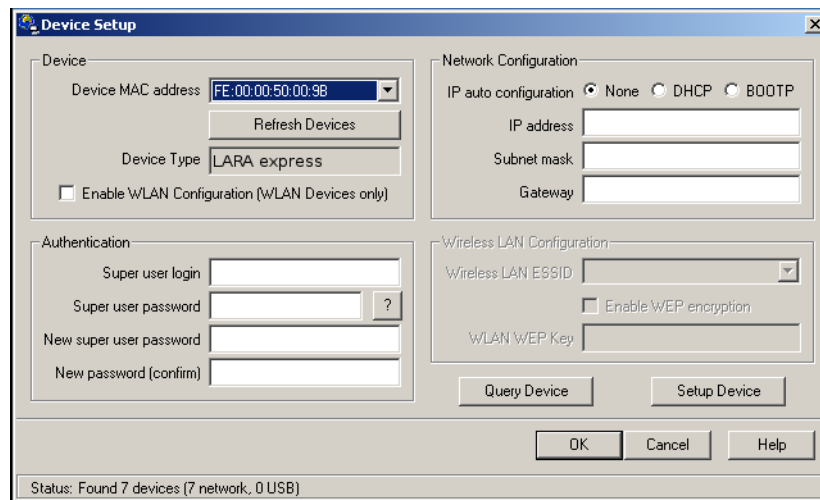 Device Setup
Device
Device MAC address FE:00:00:50:00:9B
Refresh Devices
Device Type LARA express
Enable WLAN Configuration (WLAN Devices only)
Network Configuration
IP auto configuration None DHCP BOOTP
IP address
Subnet mask
Gateway
Authentication
Super user login
Super user password ?
New super user password
New password (confirm)
Wireless LAN Configuration
Wireless LAN ESSID
Enable WEP encryption
WLAN WEP Key
Query Device Setup Device
OK Cancel Help
Status: Found 7 devices (7 network, 0 USB)